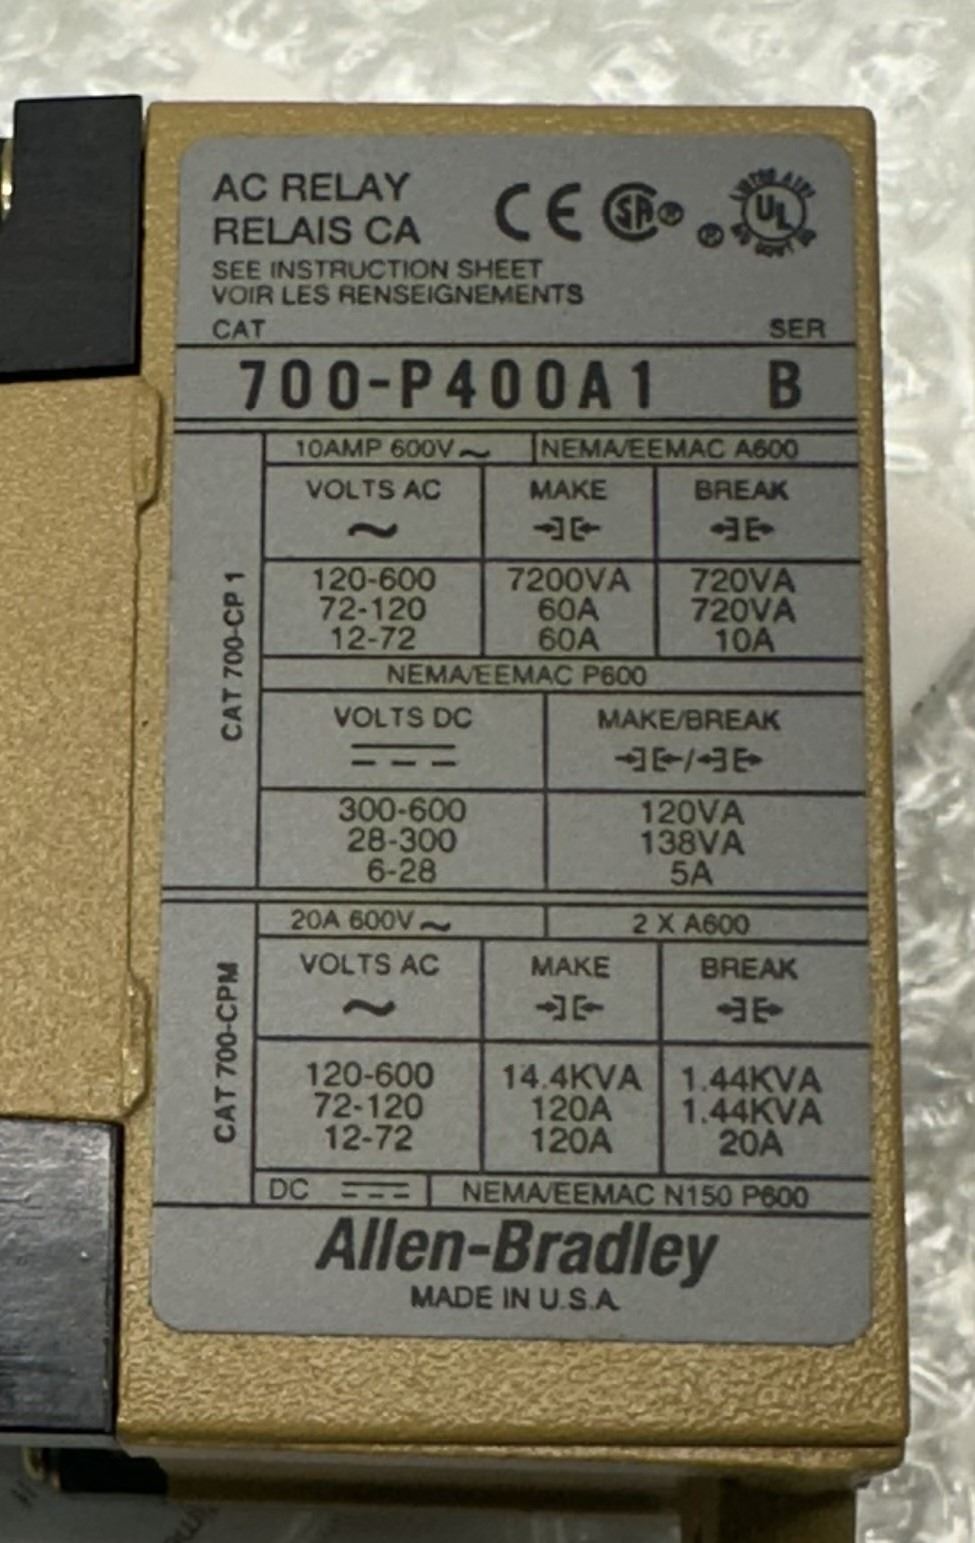 AC RELAY
RELAIS CA
CE SA® ® UL
SEE INSTRUCTION SHEET
VOIR LES RENSEIGNEMENTS
CAT SER
700-P400A1 B
CAT 700-CP 1
10AMP 600V~ NEMA/EEMAC A600
VOLTS AC MAKE BREAK
~
120-600 7200VA 720VA
72-120 60A 720VA
12-72 60A 10A
NEMA/EEMAC P600
VOLTS DC MAKE/BREAK
/
300-600 120VA
28-300 138VA
6-28 5A
CAT 700-CPM
20A 600V~ 2 X A600
VOLTS AC MAKE BREAK
~
120-600 14.4KVA 1.44KVA
72-120 120A 1.44KVA
12-72 120A 20A
DC NEMA/EEMAC N150 P600
Allen-Bradley
MADE IN U.S.A.